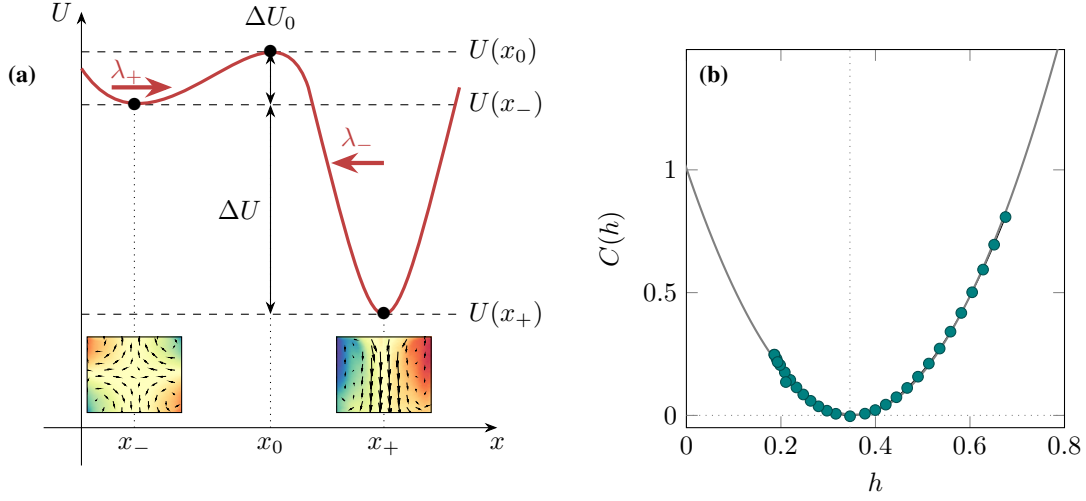 (a)
U
ΔU₀
U(x₀)
λ₊
U(x₋)
λ₋
ΔU
U(x₊)
x₋
x₀
x₊
x
(b)
C(h)
1
0.5
0
0
0.2
0.4
0.6
0.8
h